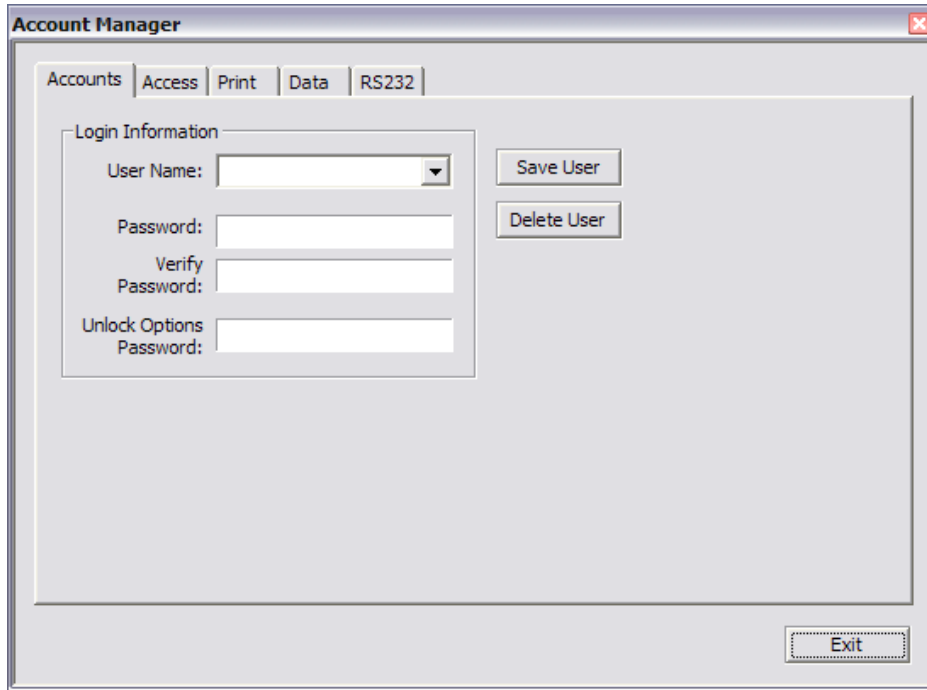 Account Manager
Accounts Access Print Data RS232
Login Information
User Name:
Save User
Password:
Delete User
Verify
Password:
Unlock Options
Password:
Exit